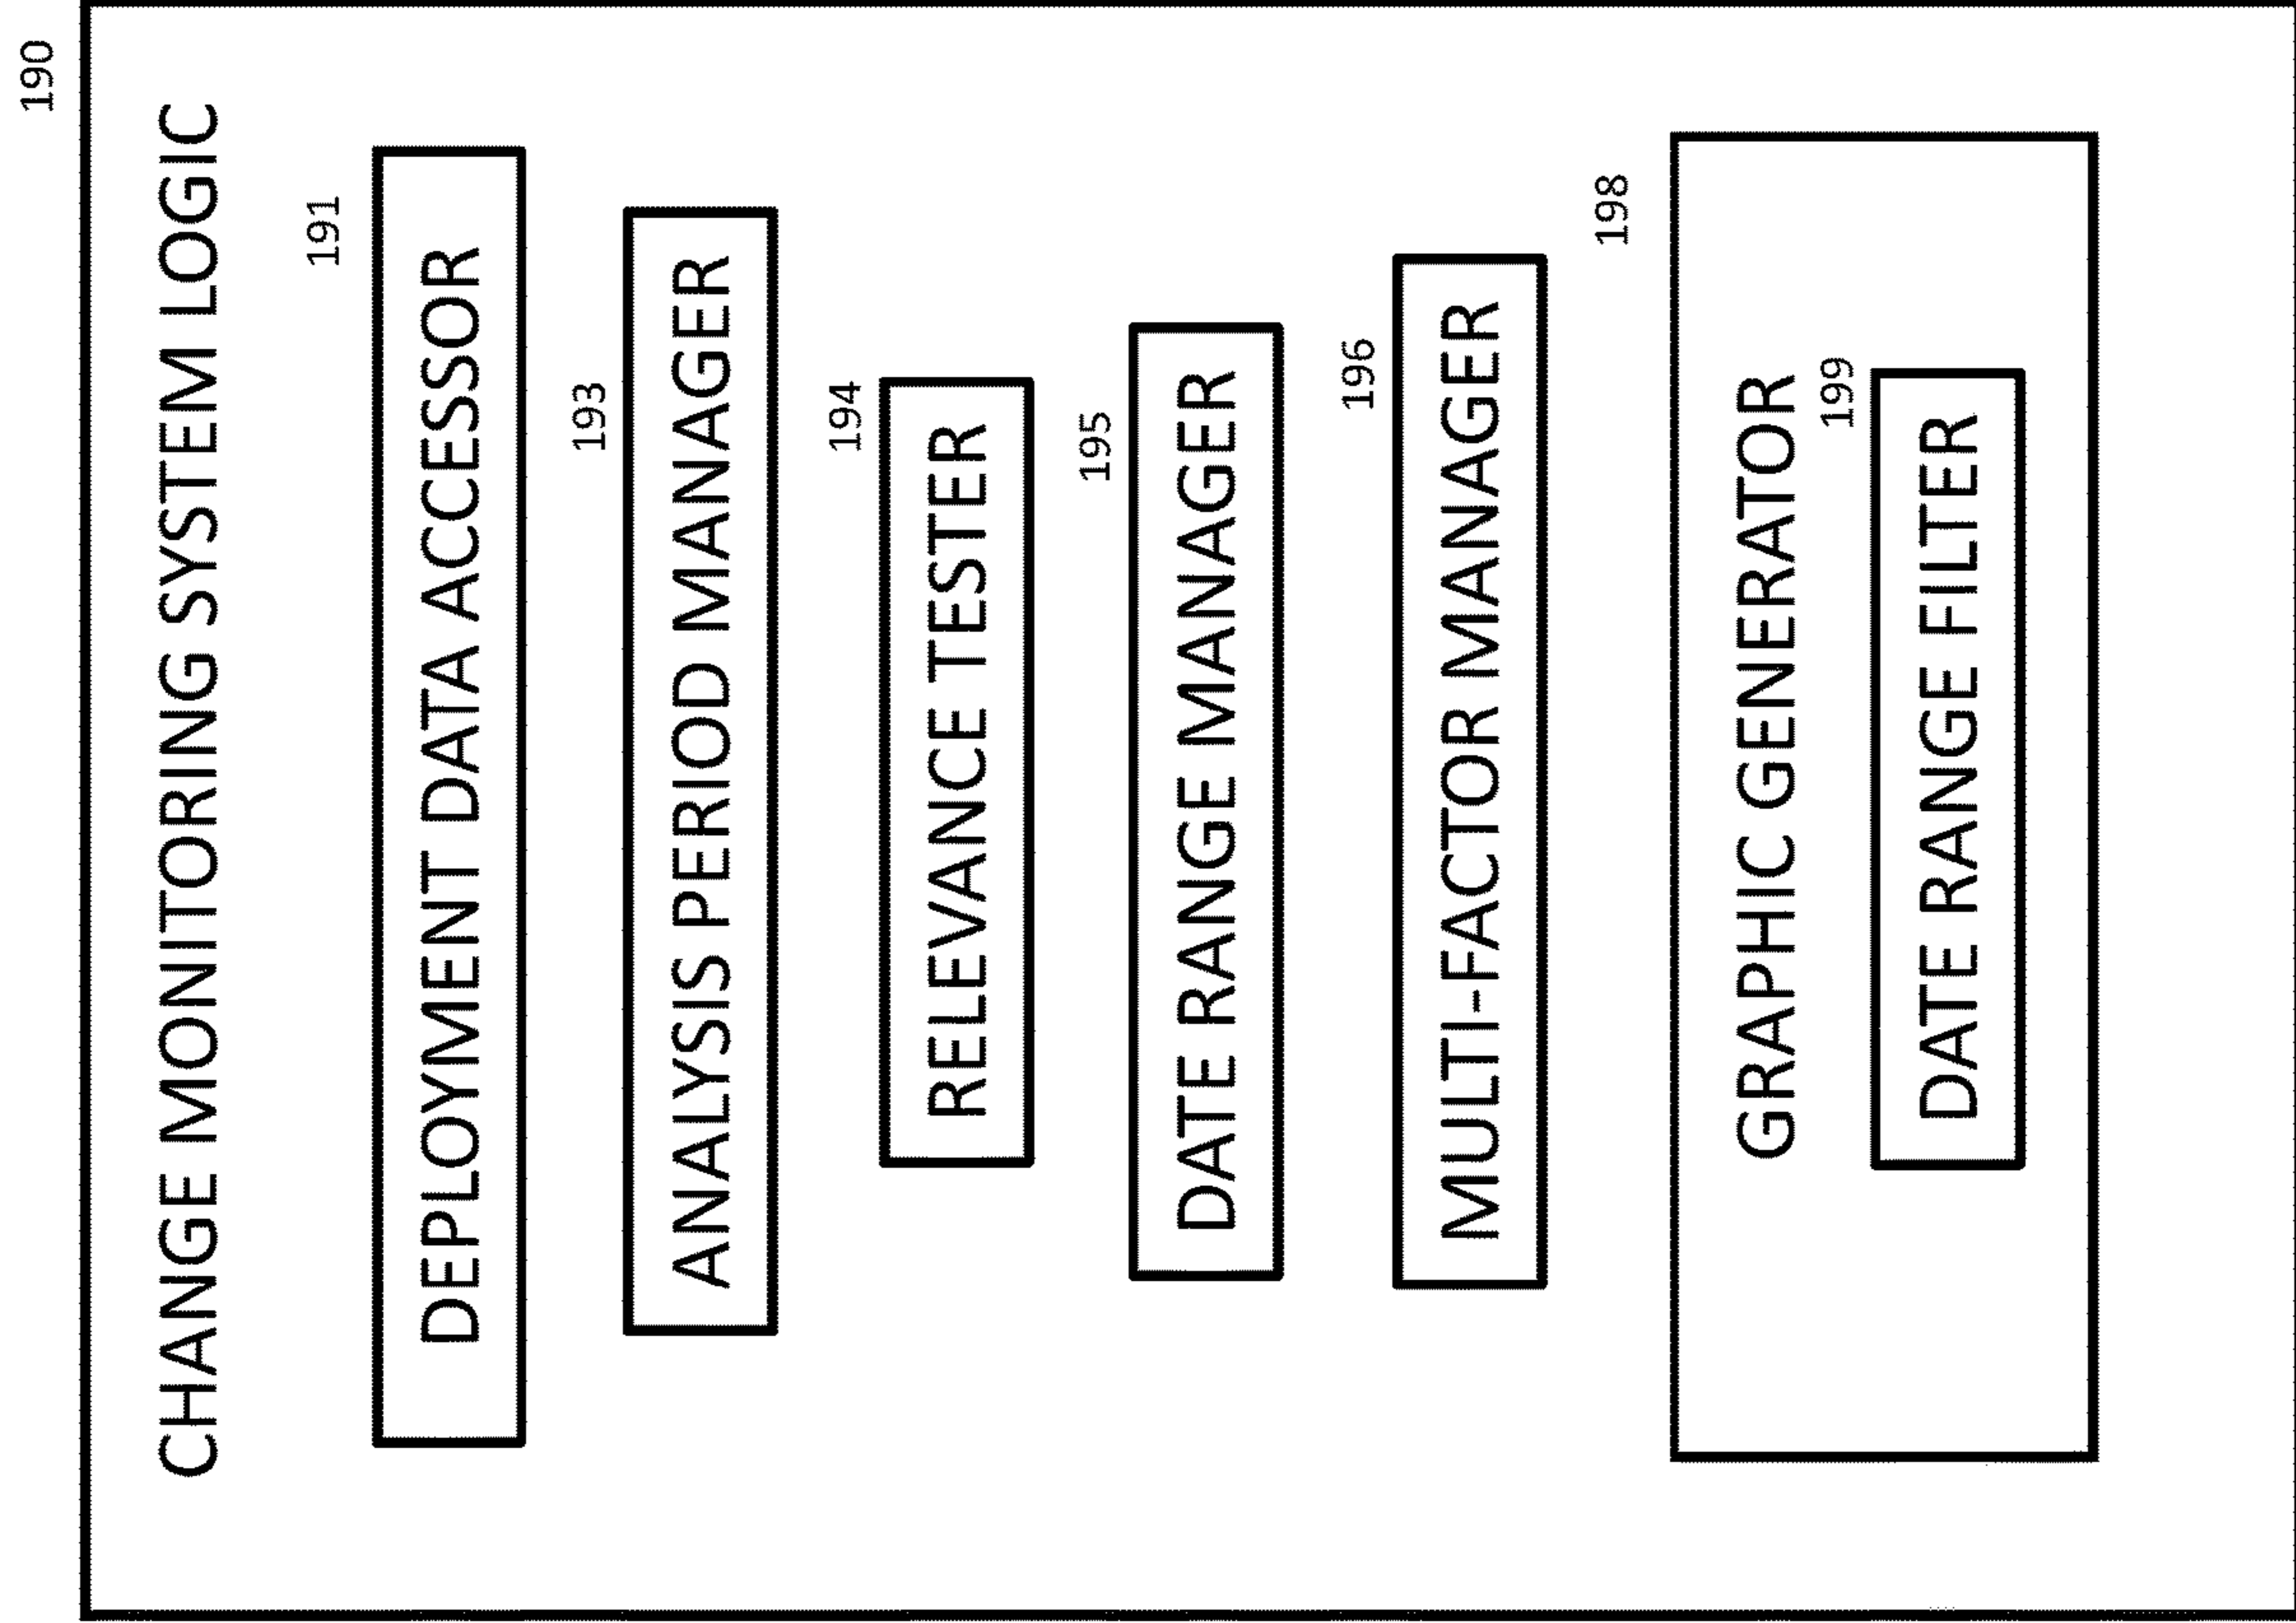 190
CHANGE MONITORING SYSTEM LOGIC
191
DEPLOYMENT DATA ACCESSOR
193
ANALYSIS PERIOD MANAGER
194
RELEVANCE TESTER
195
DATE RANGE MANAGER
196
MULTI-FACTOR MANAGER
198
GRAPHIC GENERATOR
199
DATE RANGE FILTER